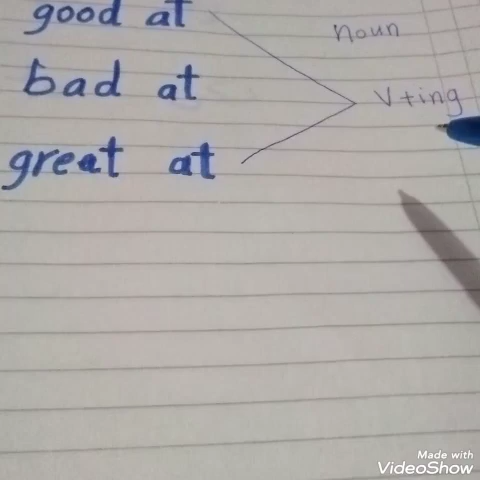 good at
noun
bad at
V+ing
great at
Made with
VideoShow